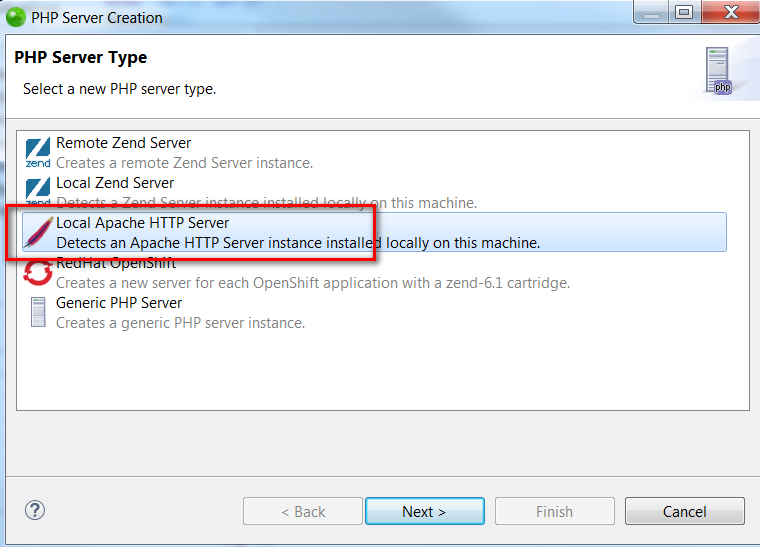 PHP Server Creation
PHP Server Type
Select a new PHP server type.
php
Remote Zend Server
zend
Creates a remote Zend Server instance.
Local Zend Server
zend
Detects a Zend Server instance installed locally on this machine.
Local Apache HTTP Server
Detects an Apache HTTP Server instance installed locally on this machine.
RedHat OpenShift
Creates a new server for each OpenShift application with a zend-6.1 cartridge.
Generic PHP Server
Creates a generic PHP server instance.
?
< Back
Next >
Finish
Cancel